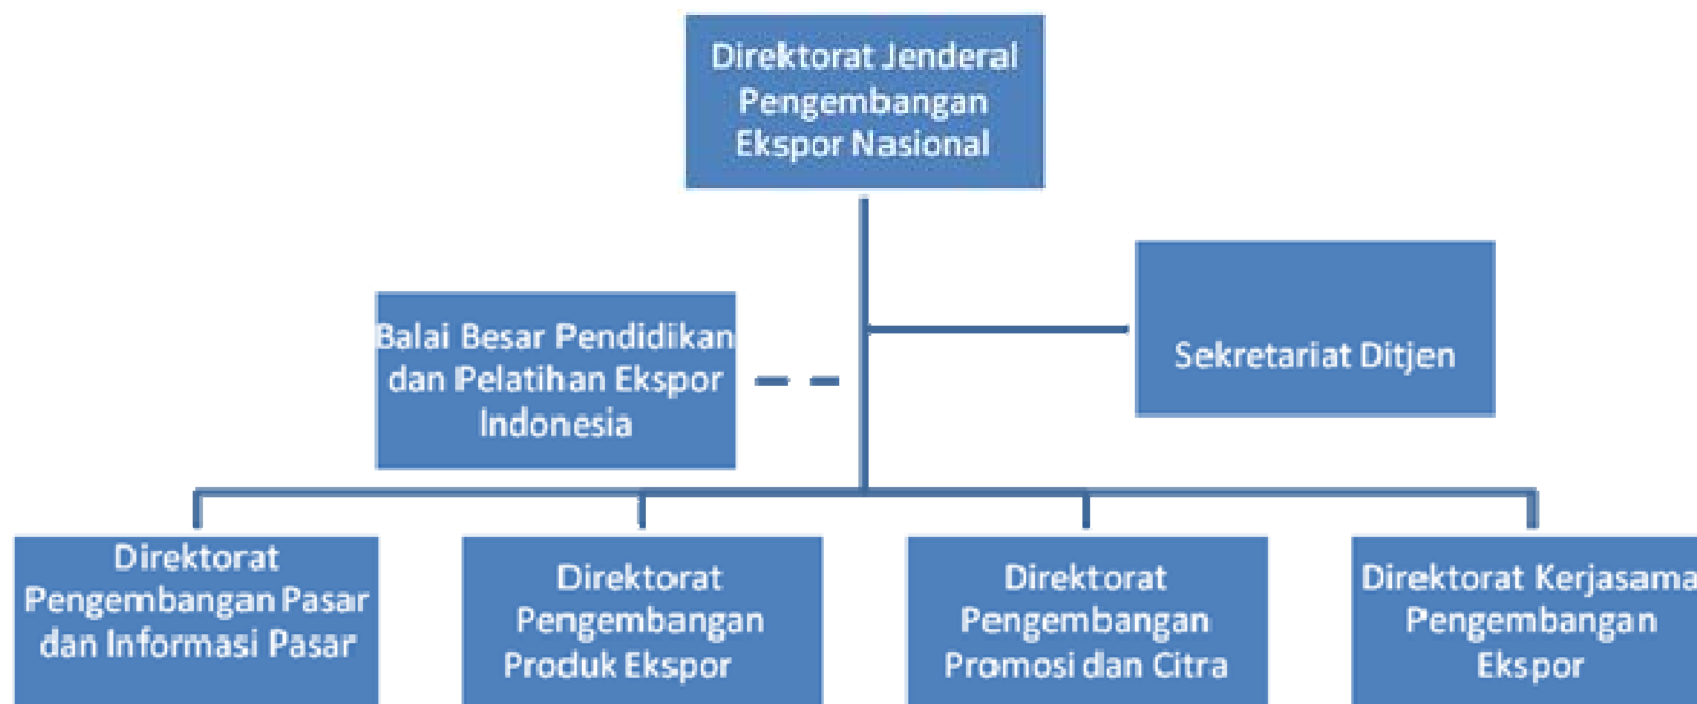 Direktorat Jenderal
Pengembangan
Ekspor Nasional
Sekretariat Ditjen
Balai Besar Pendidikan
dan Pelatihan Ekspor
Indonesia
Direktorat
Pengembangan Pasar
dan Informasi Pasar
Direktorat
Pengembangan
Produk Ekspor
Direktorat
Pengembangan
Promosi dan Citra
Direktorat Kerjasama
Pengembangan
Ekspor